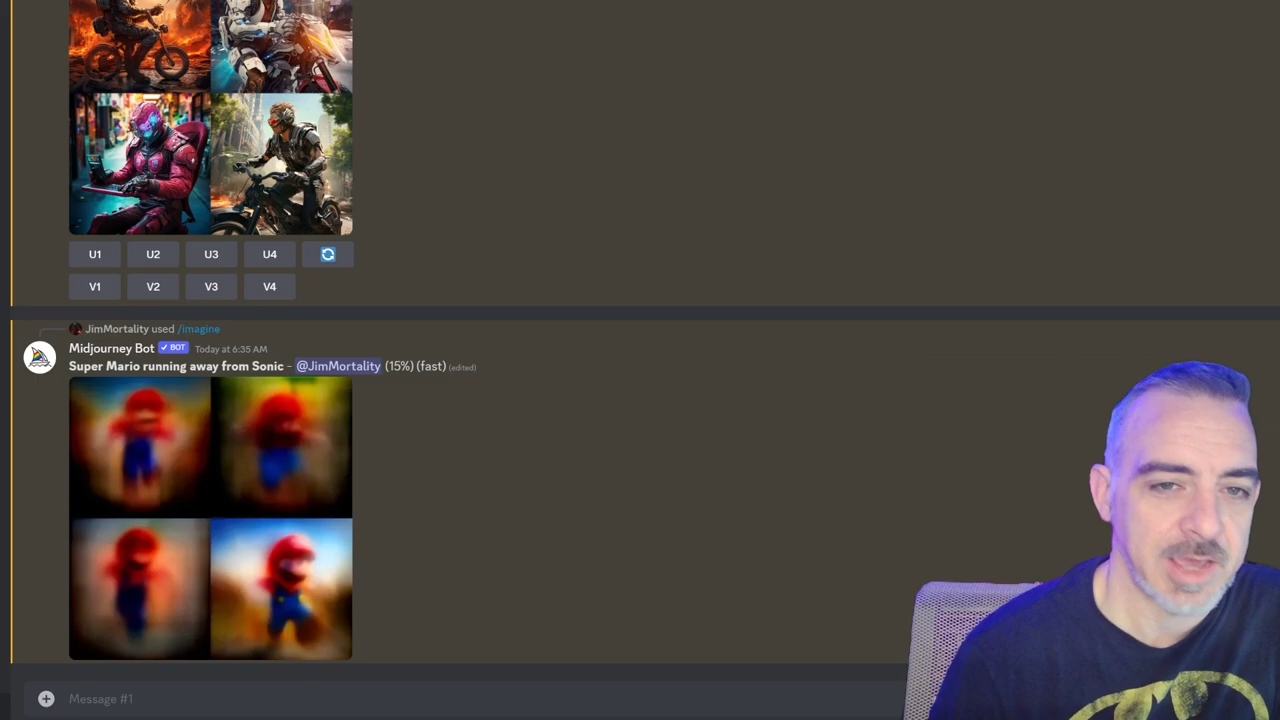 U1 U2 U3 U4
V1 V2 V3 V4
JimMortality used /imagine
Midjourney Bot ✓ BOT Today at 6:35 AM
Super Mario running away from Sonic - @JimMortality (15%) (fast) (edited)
Message #1